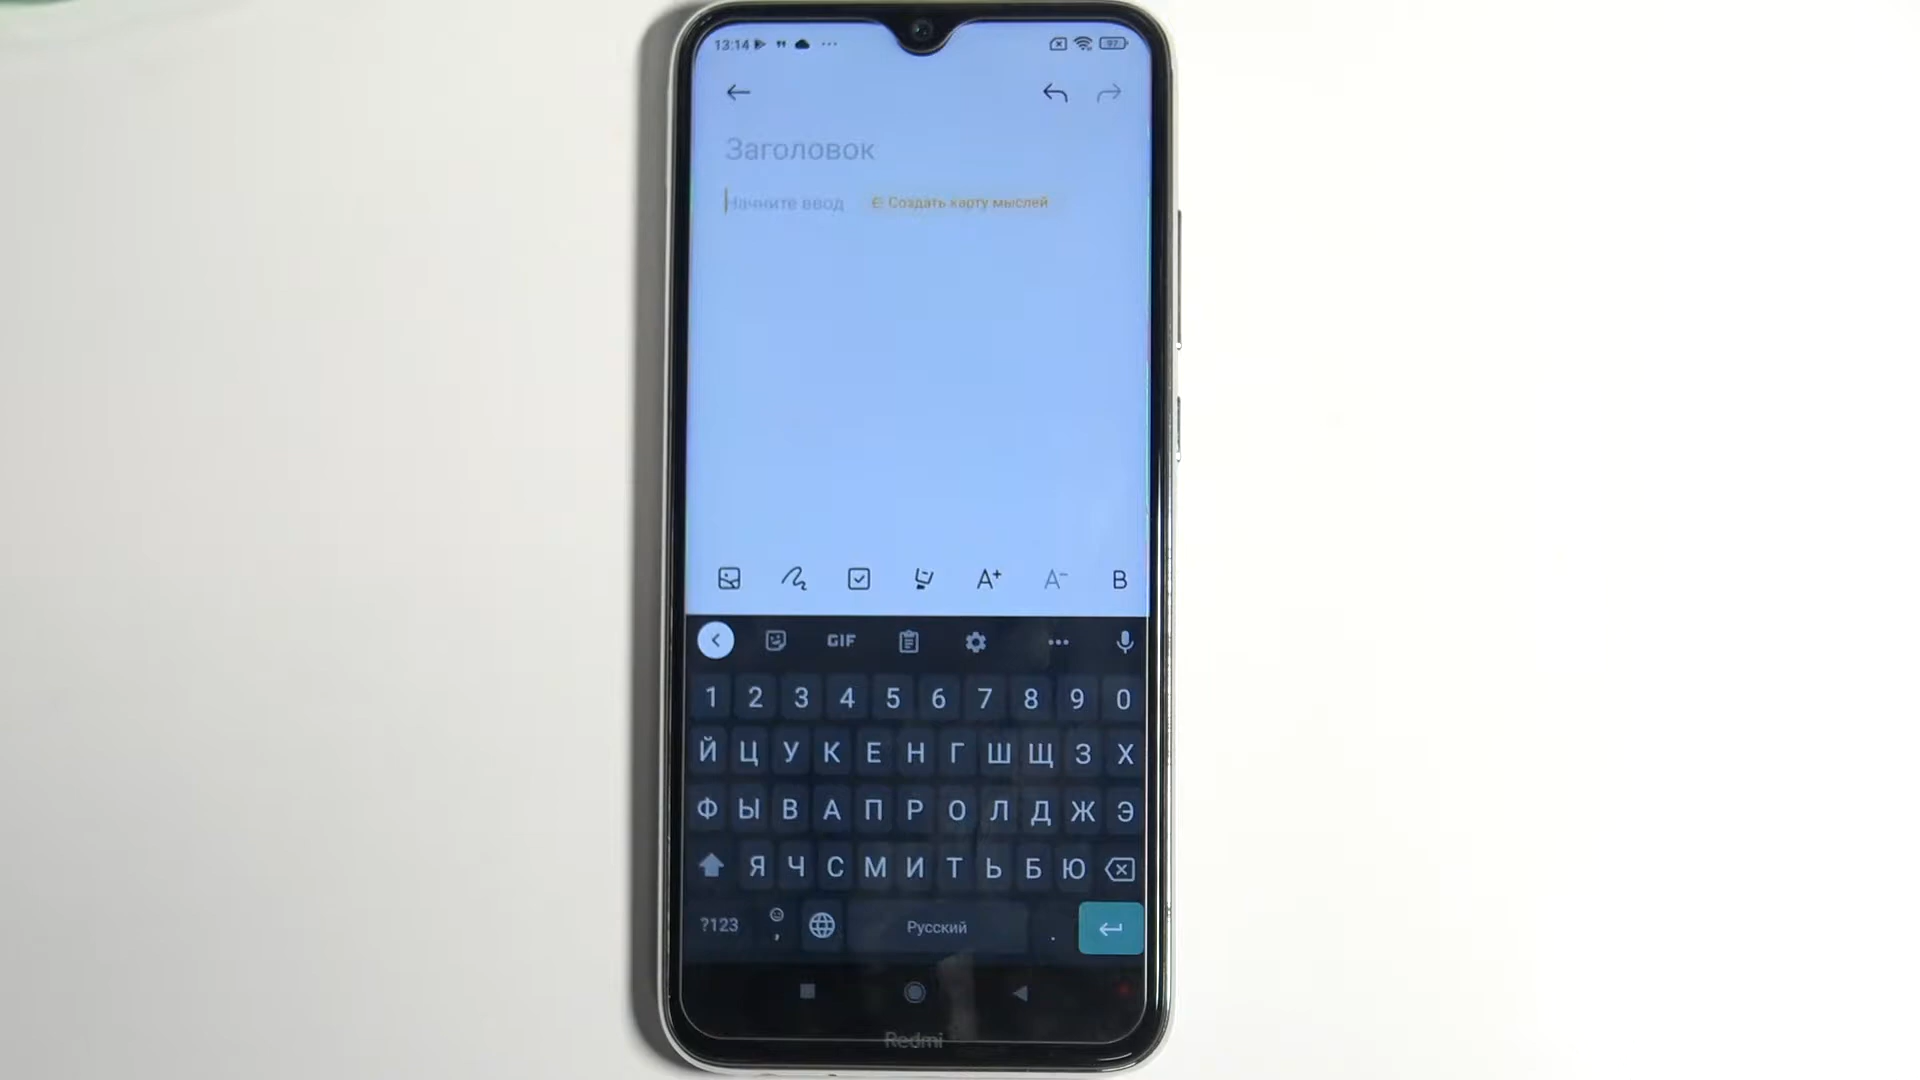 13:14
97
Заголовок
Начните ввод Создать карту мыслей
A+ A- B
GIF
1 2 3 4 5 6 7 8 9 0
Й Ц У К Е Н Г Ш Щ З Х
Ф Ы В А П Р О Л Д Ж Э
Я Ч С М И Т Ь Б Ю
?123 , Русский .
Redmi